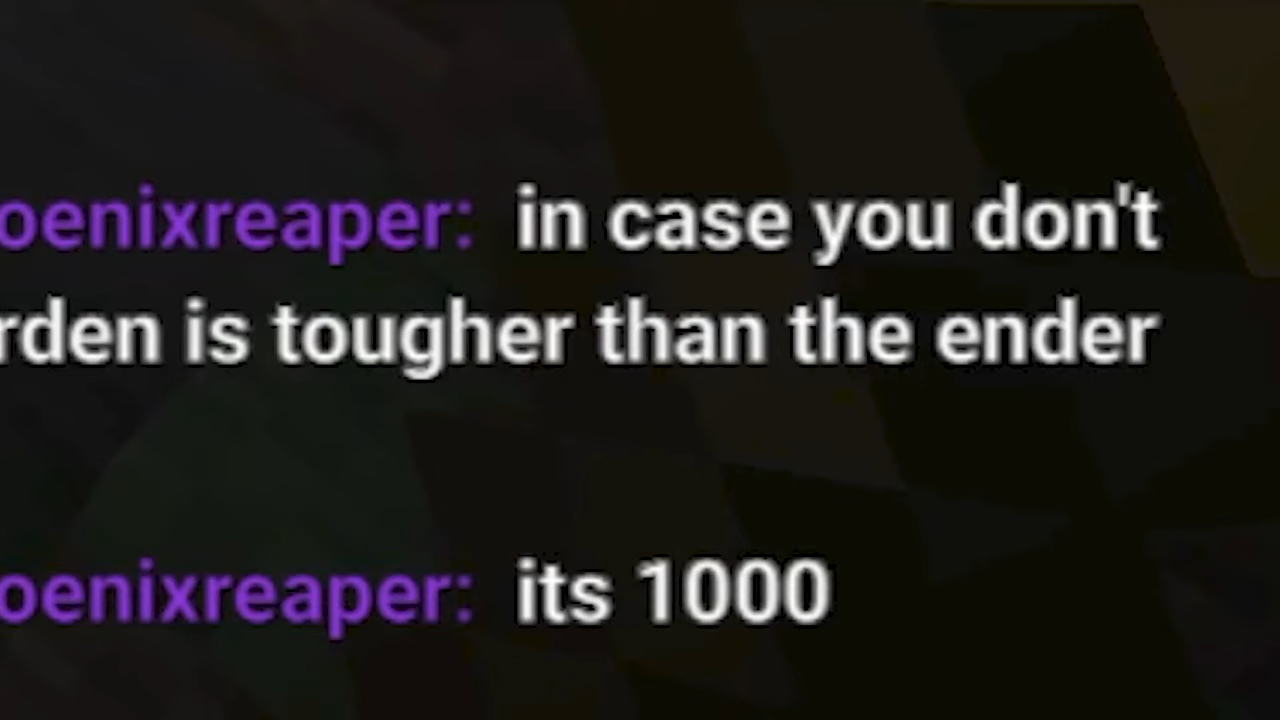 oenixreaper: in case you don't
rden is tougher than the ender
oenixreaper: its 1000